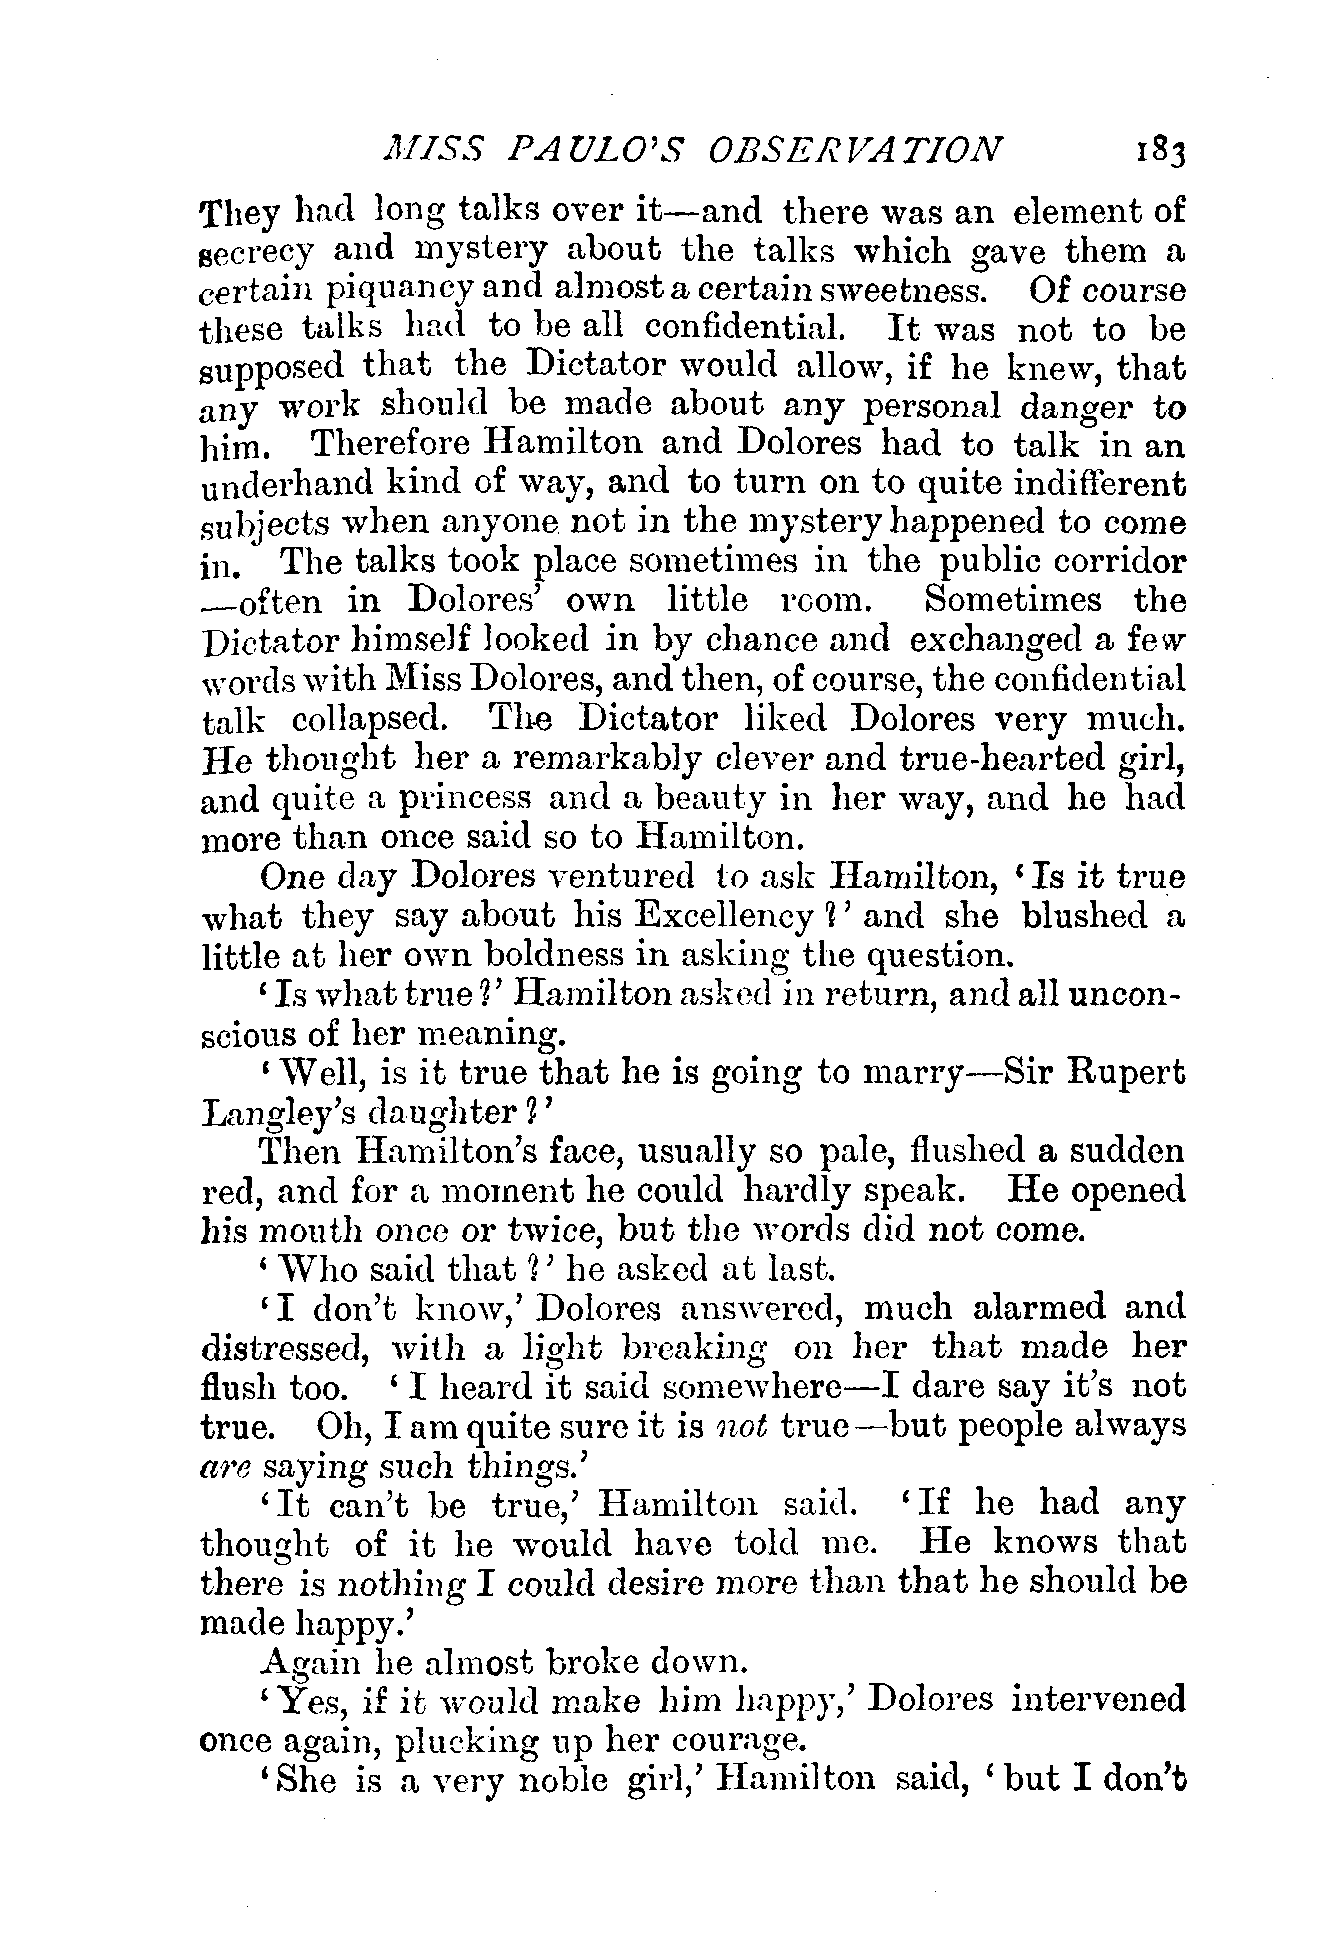 MISS PAULO'S OBSERVATION 183
They had long talks over it—and there was an element of
secrecy and mystery about the talks which gave them a
certain piquancy and almost a certain sweetness. Of course
these talks had to be all confidential. It was not to be
supposed that the Dictator would allow, if he knew, that
any work should be made about any personal danger to
him. Therefore Hamilton and Dolores had to talk in an
underhand kind of way, and to turn on to quite indifferent
subjects when anyone not in the mystery happened to come
in. The talks took place sometimes in the public corridor
—often in Dolores' own little room. Sometimes the
Dictator himself looked in by chance and exchanged a few
words with Miss Dolores, and then, of course, the confidential
talk collapsed. The Dictator liked Dolores very much.
He thought her a remarkably clever and true-hearted girl,
and quite a princess and a beauty in her way, and he had
more than once said so to Hamilton.
One day Dolores ventured to ask Hamilton, 'Is it true
what they say about his Excellency?' and she blushed a
little at her own boldness in asking the question.
'Is what true?' Hamilton asked in return, and all uncon-
scious of her meaning.
'Well, is it true that he is going to marry—Sir Rupert
Langley's daughter?'
Then Hamilton's face, usually so pale, flushed a sudden
red, and for a moment he could hardly speak. He opened
his mouth once or twice, but the words did not come.
'Who said that?' he asked at last.
'I don't know,' Dolores answered, much alarmed and
distressed, with a light breaking on her that made her
flush too. 'I heard it said somewhere—I dare say it's not
true. Oh, I am quite sure it is not true—but people always
are saying such things.'
'It can't be true,' Hamilton said. 'If he had any
thought of it he would have told me. He knows that
there is nothing I could desire more than that he should be
made happy.'
Again he almost broke down.
'Yes, if it would make him happy,' Dolores intervened
once again, plucking up her courage.
'She is a very noble girl,' Hamilton said, 'but I don't